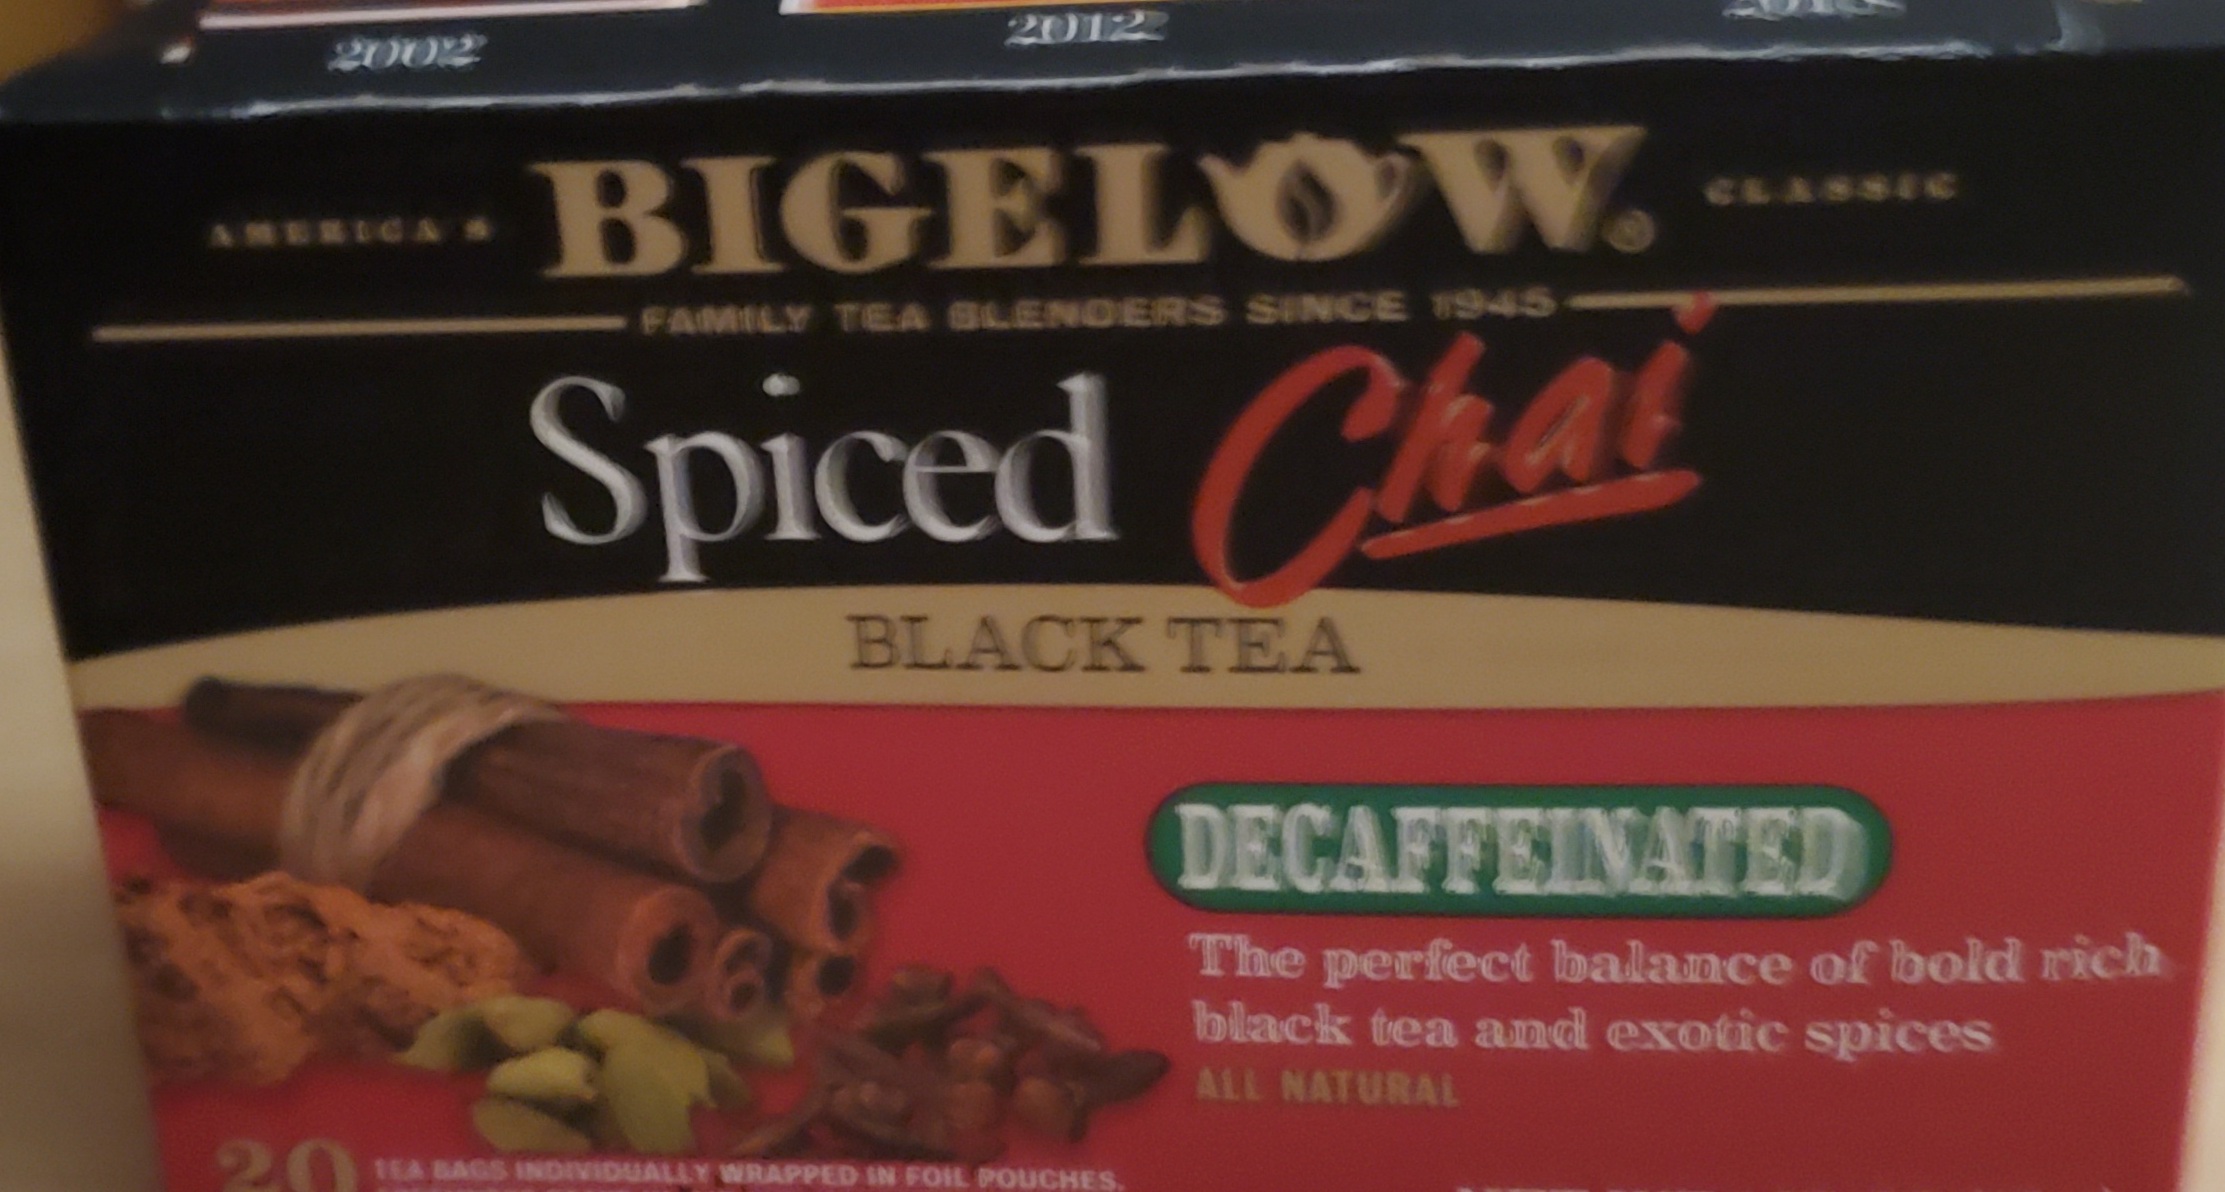 2002 2012
AMERICA'S BIGELOW® CLASSIC
FAMILY TEA BLENDERS SINCE 1945
Spiced Chai
BLACK TEA
DECAFFEINATED
The perfect balance of bold rich
black tea and exotic spices
ALL NATURAL
20 TEA BAGS INDIVIDUALLY WRAPPED IN FOIL POUCHES.